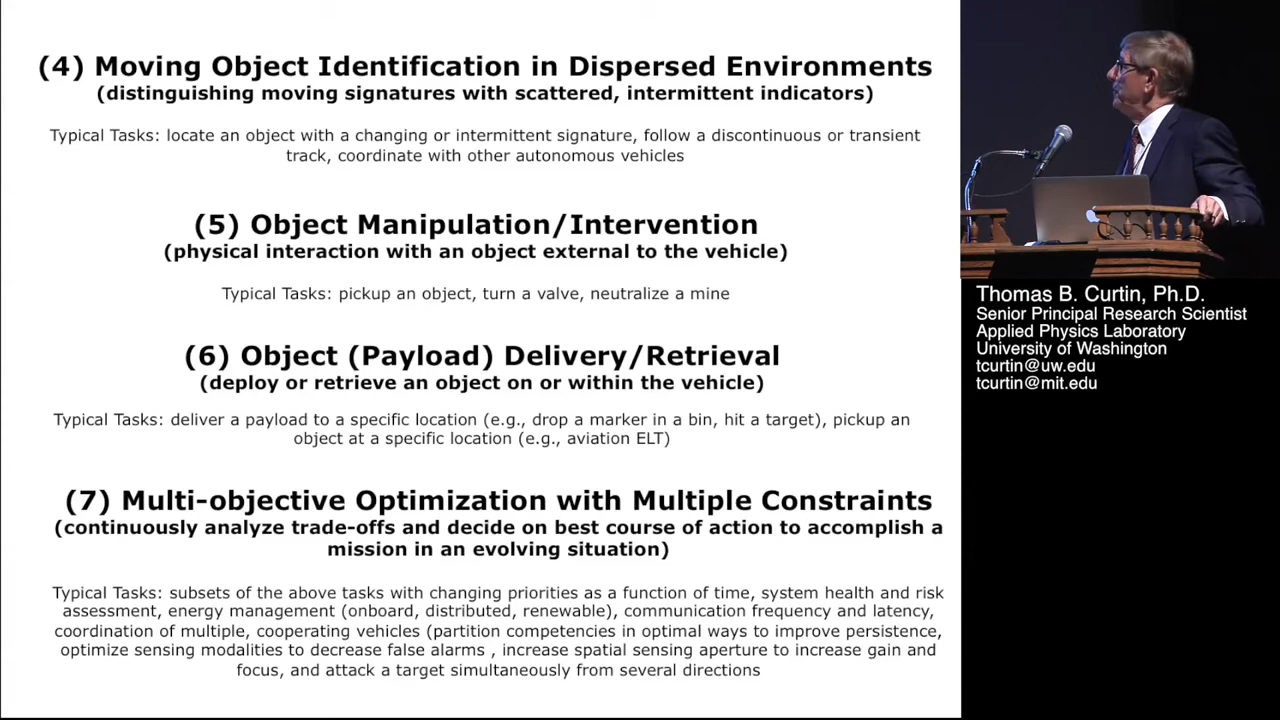 (4) Moving Object Identification in Dispersed Environments
(distinguishing moving signatures with scattered, intermittent indicators)
Typical Tasks: locate an object with a changing or intermittent signature, follow a discontinuous or transient
track, coordinate with other autonomous vehicles
(5) Object Manipulation/Intervention
(physical interaction with an object external to the vehicle)
Typical Tasks: pickup an object, turn a valve, neutralize a mine
(6) Object (Payload) Delivery/Retrieval
(deploy or retrieve an object on or within the vehicle)
Typical Tasks: deliver a payload to a specific location (e.g., drop a marker in a bin, hit a target), pickup an
object at a specific location (e.g., aviation ELT)
(7) Multi-objective Optimization with Multiple Constraints
(continuously analyze trade-offs and decide on best course of action to accomplish a
mission in an evolving situation)
Typical Tasks: subsets of the above tasks with changing priorities as a function of time, system health and risk
assessment, energy management (onboard, distributed, renewable), communication frequency and latency,
coordination of multiple, cooperating vehicles (partition competencies in optimal ways to improve persistence,
optimize sensing modalities to decrease false alarms , increase spatial sensing aperture to increase gain and
focus, and attack a target simultaneously from several directions
Thomas B. Curtin, Ph.D.
Senior Principal Research Scientist
Applied Physics Laboratory
University of Washington
tcurtin@uw.edu
tcurtin@mit.edu